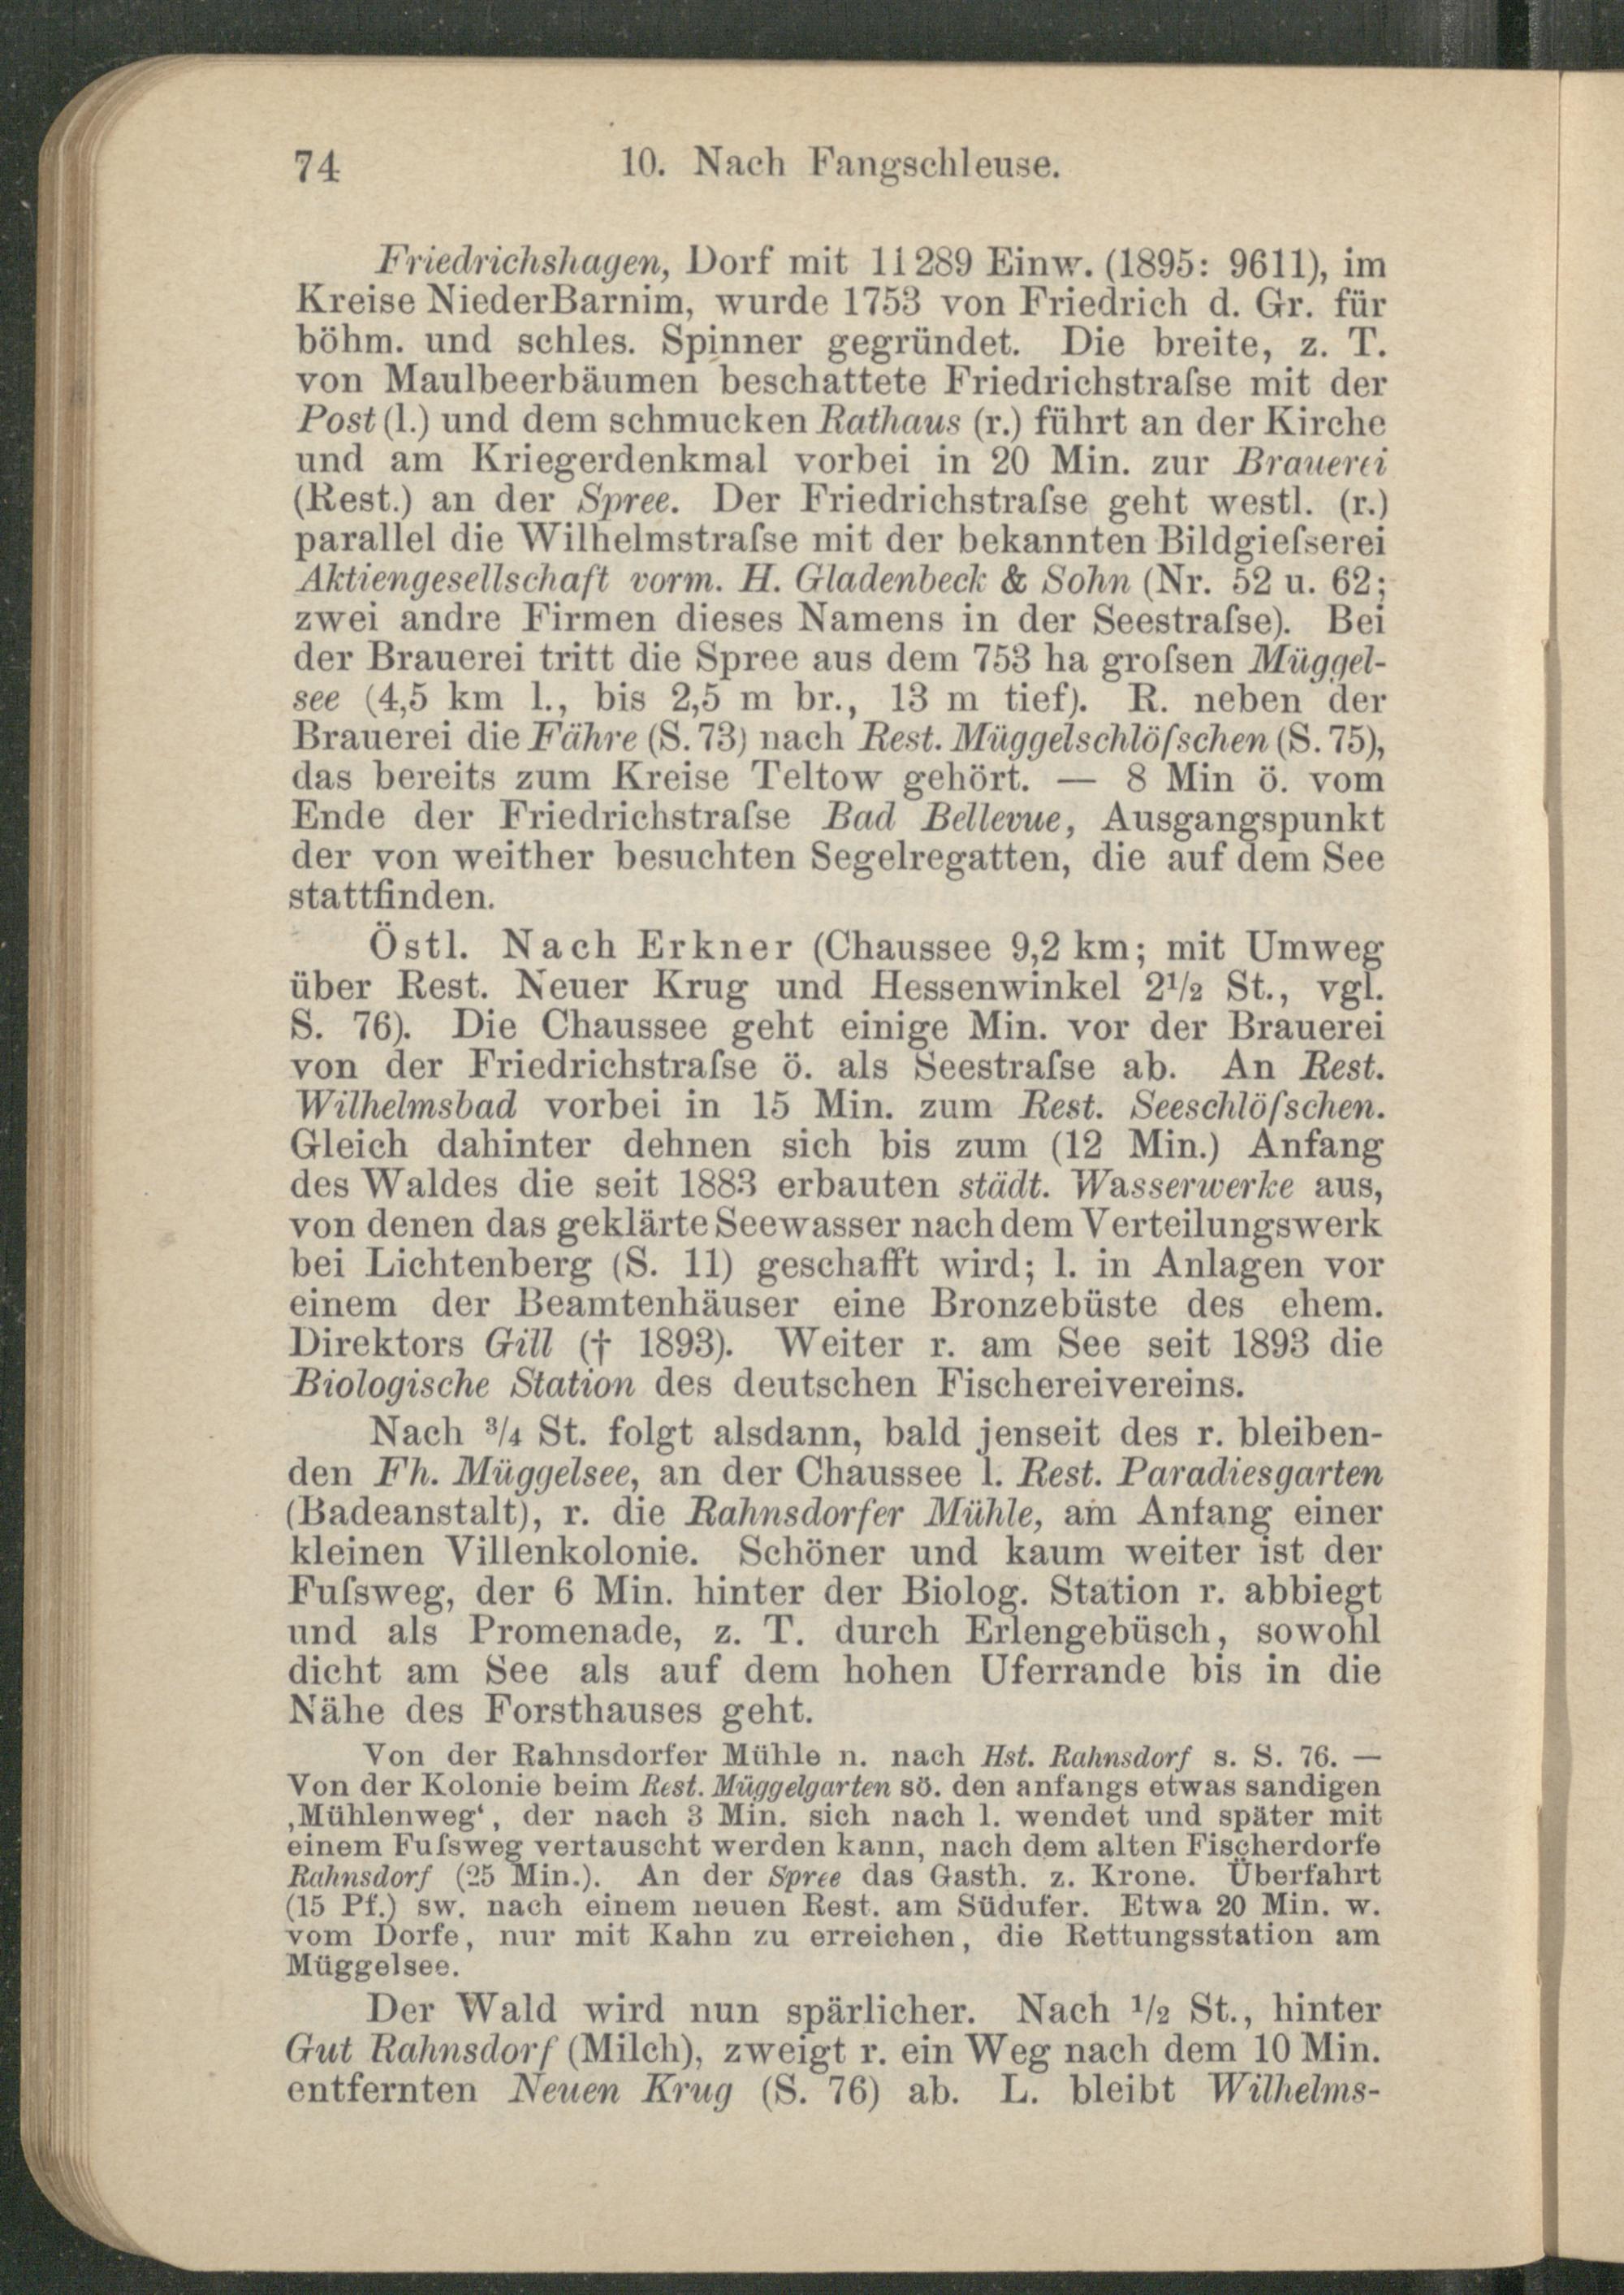 74
10. Nach Fangschleuse.
Friedrichshagen, Dorf mit 11289 Einw. (1895: 9611), im
Kreise NiederBarnim, wurde 1753 von Friedrich d. Gr. für
böhm. und schles. Spinner gegründet. Die breite, z. T.
von Maulbeerbäumen beschattete Friedrichstraſse mit der
Post (l.) und dem schmucken Rathaus (r.) führt an der Kirche
und am Kriegerdenkmal vorbei in 20 Min. zur Brauerei
(Rest.) an der Spree. Der Friedrichstraſse geht westl. (r.)
parallel die Wilhelmstraſse mit der bekannten Bildgieſserei
Aktiengesellschaft vorm. H. Gladenbeck & Sohn (Nr. 52 u. 62;
zwei andre Firmen dieses Namens in der Seestraſse). Bei
der Brauerei tritt die Spree aus dem 753 ha groſsen Müggel-
see (4,5 km l., bis 2,5 m br., 13 m tief). R. neben der
Brauerei die Fähre (S. 73) nach Rest. Müggelschlöſschen (S. 75),
das bereits zum Kreise Teltow gehört. — 8 Min ö. vom
Ende der Friedrichstraſse Bad Bellevue, Ausgangspunkt
der von weither besuchten Segelregatten, die auf dem See
stattfinden.
Östl. Nach Erkner (Chaussee 9,2 km; mit Umweg
über Rest. Neuer Krug und Hessenwinkel 2½ St., vgl.
S. 76). Die Chaussee geht einige Min. vor der Brauerei
von der Friedrichstraſse ö. als Seestraſse ab. An Rest.
Wilhelmsbad vorbei in 15 Min. zum Rest. Seeschlöſschen.
Gleich dahinter dehnen sich bis zum (12 Min.) Anfang
des Waldes die seit 1883 erbauten städt. Wasserwerke aus,
von denen das geklärte Seewasser nach dem Verteilungswerk
bei Lichtenberg (S. 11) geschafft wird; l. in Anlagen vor
einem der Beamtenhäuser eine Bronzebüste des ehem.
Direktors Gill († 1893). Weiter r. am See seit 1893 die
Biologische Station des deutschen Fischereivereins.
Nach ¾ St. folgt alsdann, bald jenseit des r. bleiben-
den Fh. Müggelsee, an der Chaussee l. Rest. Paradiesgarten
(Badeanstalt), r. die Rahnsdorfer Mühle, am Anfang einer
kleinen Villenkolonie. Schöner und kaum weiter ist der
Fuſsweg, der 6 Min. hinter der Biolog. Station r. abbiegt
und als Promenade, z. T. durch Erlengebüsch, sowohl
dicht am See als auf dem hohen Uferrande bis in die
Nähe des Forsthauses geht.
Von der Rahnsdorfer Mühle n. nach Hst. Rahnsdorf s. S. 76. —
Von der Kolonie beim Rest. Müggelgarten sö. den anfangs etwas sandigen
‚Mühlenweg‘, der nach 3 Min. sich nach l. wendet und später mit
einem Fuſsweg vertauscht werden kann, nach dem alten Fischerdorfe
Rahnsdorf (25 Min.). An der Spree das Gasth. z. Krone. Überfahrt
(15 Pf.) sw. nach einem neuen Rest. am Südufer. Etwa 20 Min. w.
vom Dorfe, nur mit Kahn zu erreichen, die Rettungsstation am
Müggelsee.
Der Wald wird nun spärlicher. Nach ½ St., hinter
Gut Rahnsdorf (Milch), zweigt r. ein Weg nach dem 10 Min.
entfernten Neuen Krug (S. 76) ab. L. bleibt Wilhelms-